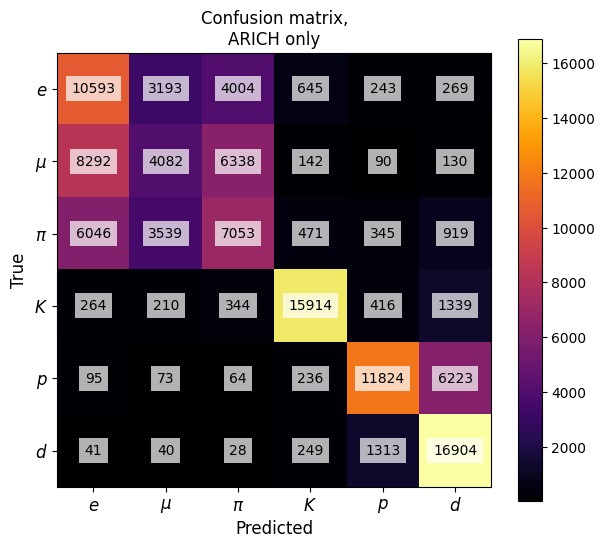 Confusion matrix,
ARICH only
e 10593 3193 4004 645 243 269
μ 8292 4082 6338 142 90 130
π 6046 3539 7053 471 345 919
K 264 210 344 15914 416 1339
p 95 73 64 236 11824 6223
d 41 40 28 249 1313 16904
e μ π K p d
Predicted
True
16000
14000
12000
10000
8000
6000
4000
2000